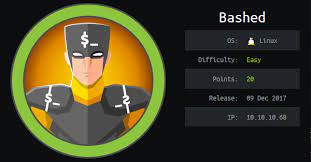 $_
$_
$_
Bashed
OS: Linux
Difficulty: Easy
Points: 20
Release: 09 Dec 2017
IP: 10.10.10.68